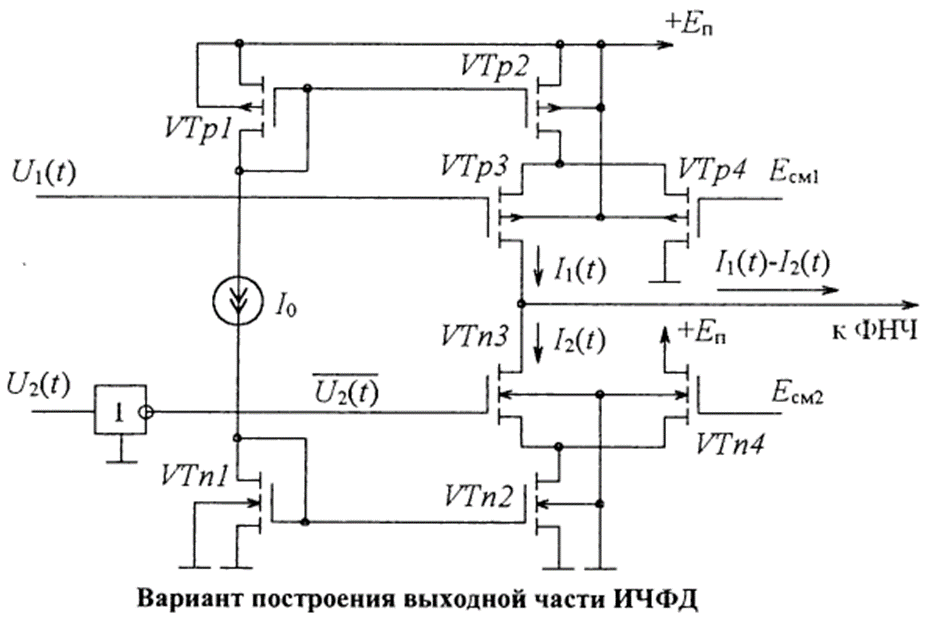 +Eп
VTp2
VTp1
U1(t)
VTp3
VTp4
Eсм1
I1(t)
I1(t)-I2(t)
I0
к ФНЧ
VTn3
I2(t)
+Eп
U2(t)
1
U2(t)
Eсм2
VTn4
VTn1
VTn2
Вариант построения выходной части ИЧФД